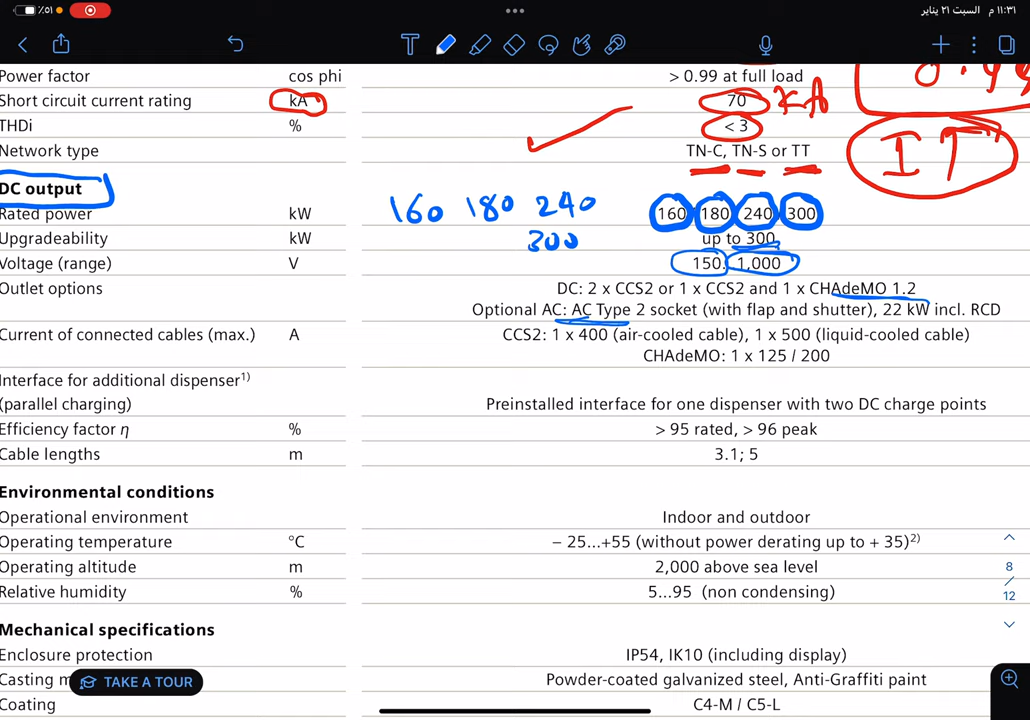 ٪٥١
١١:٣١ م السبت ٢١ يناير
Power factor cos phi > 0.99 at full load
Short circuit current rating kA 70 KA
THDi % < 3
Network type TN-C, TN-S or TT
IT
DC output
160 180 240
Rated power kW 160 180 240 300
300
Upgradeability kW up to 300
Voltage (range) V 150 1,000
Outlet options DC: 2 x CCS2 or 1 x CCS2 and 1 x CHAdeMO 1.2
Optional AC: AC Type 2 socket (with flap and shutter), 22 kW incl. RCD
Current of connected cables (max.) A CCS2: 1 x 400 (air-cooled cable), 1 x 500 (liquid-cooled cable)
CHAdeMO: 1 x 125 / 200
Interface for additional dispenser1)
(parallel charging) Preinstalled interface for one dispenser with two DC charge points
Efficiency factor η % > 95 rated, > 96 peak
Cable lengths m 3.1; 5
Environmental conditions
Operational environment Indoor and outdoor
Operating temperature °C – 25...+55 (without power derating up to + 35)2)
Operating altitude m 2,000 above sea level
8
/
12
Relative humidity % 5...95 (non condensing)
Mechanical specifications
Enclosure protection IP54, IK10 (including display)
Casting Powder-coated galvanized steel, Anti-Graffiti paint
TAKE A TOUR
Coating C4-M / C5-L